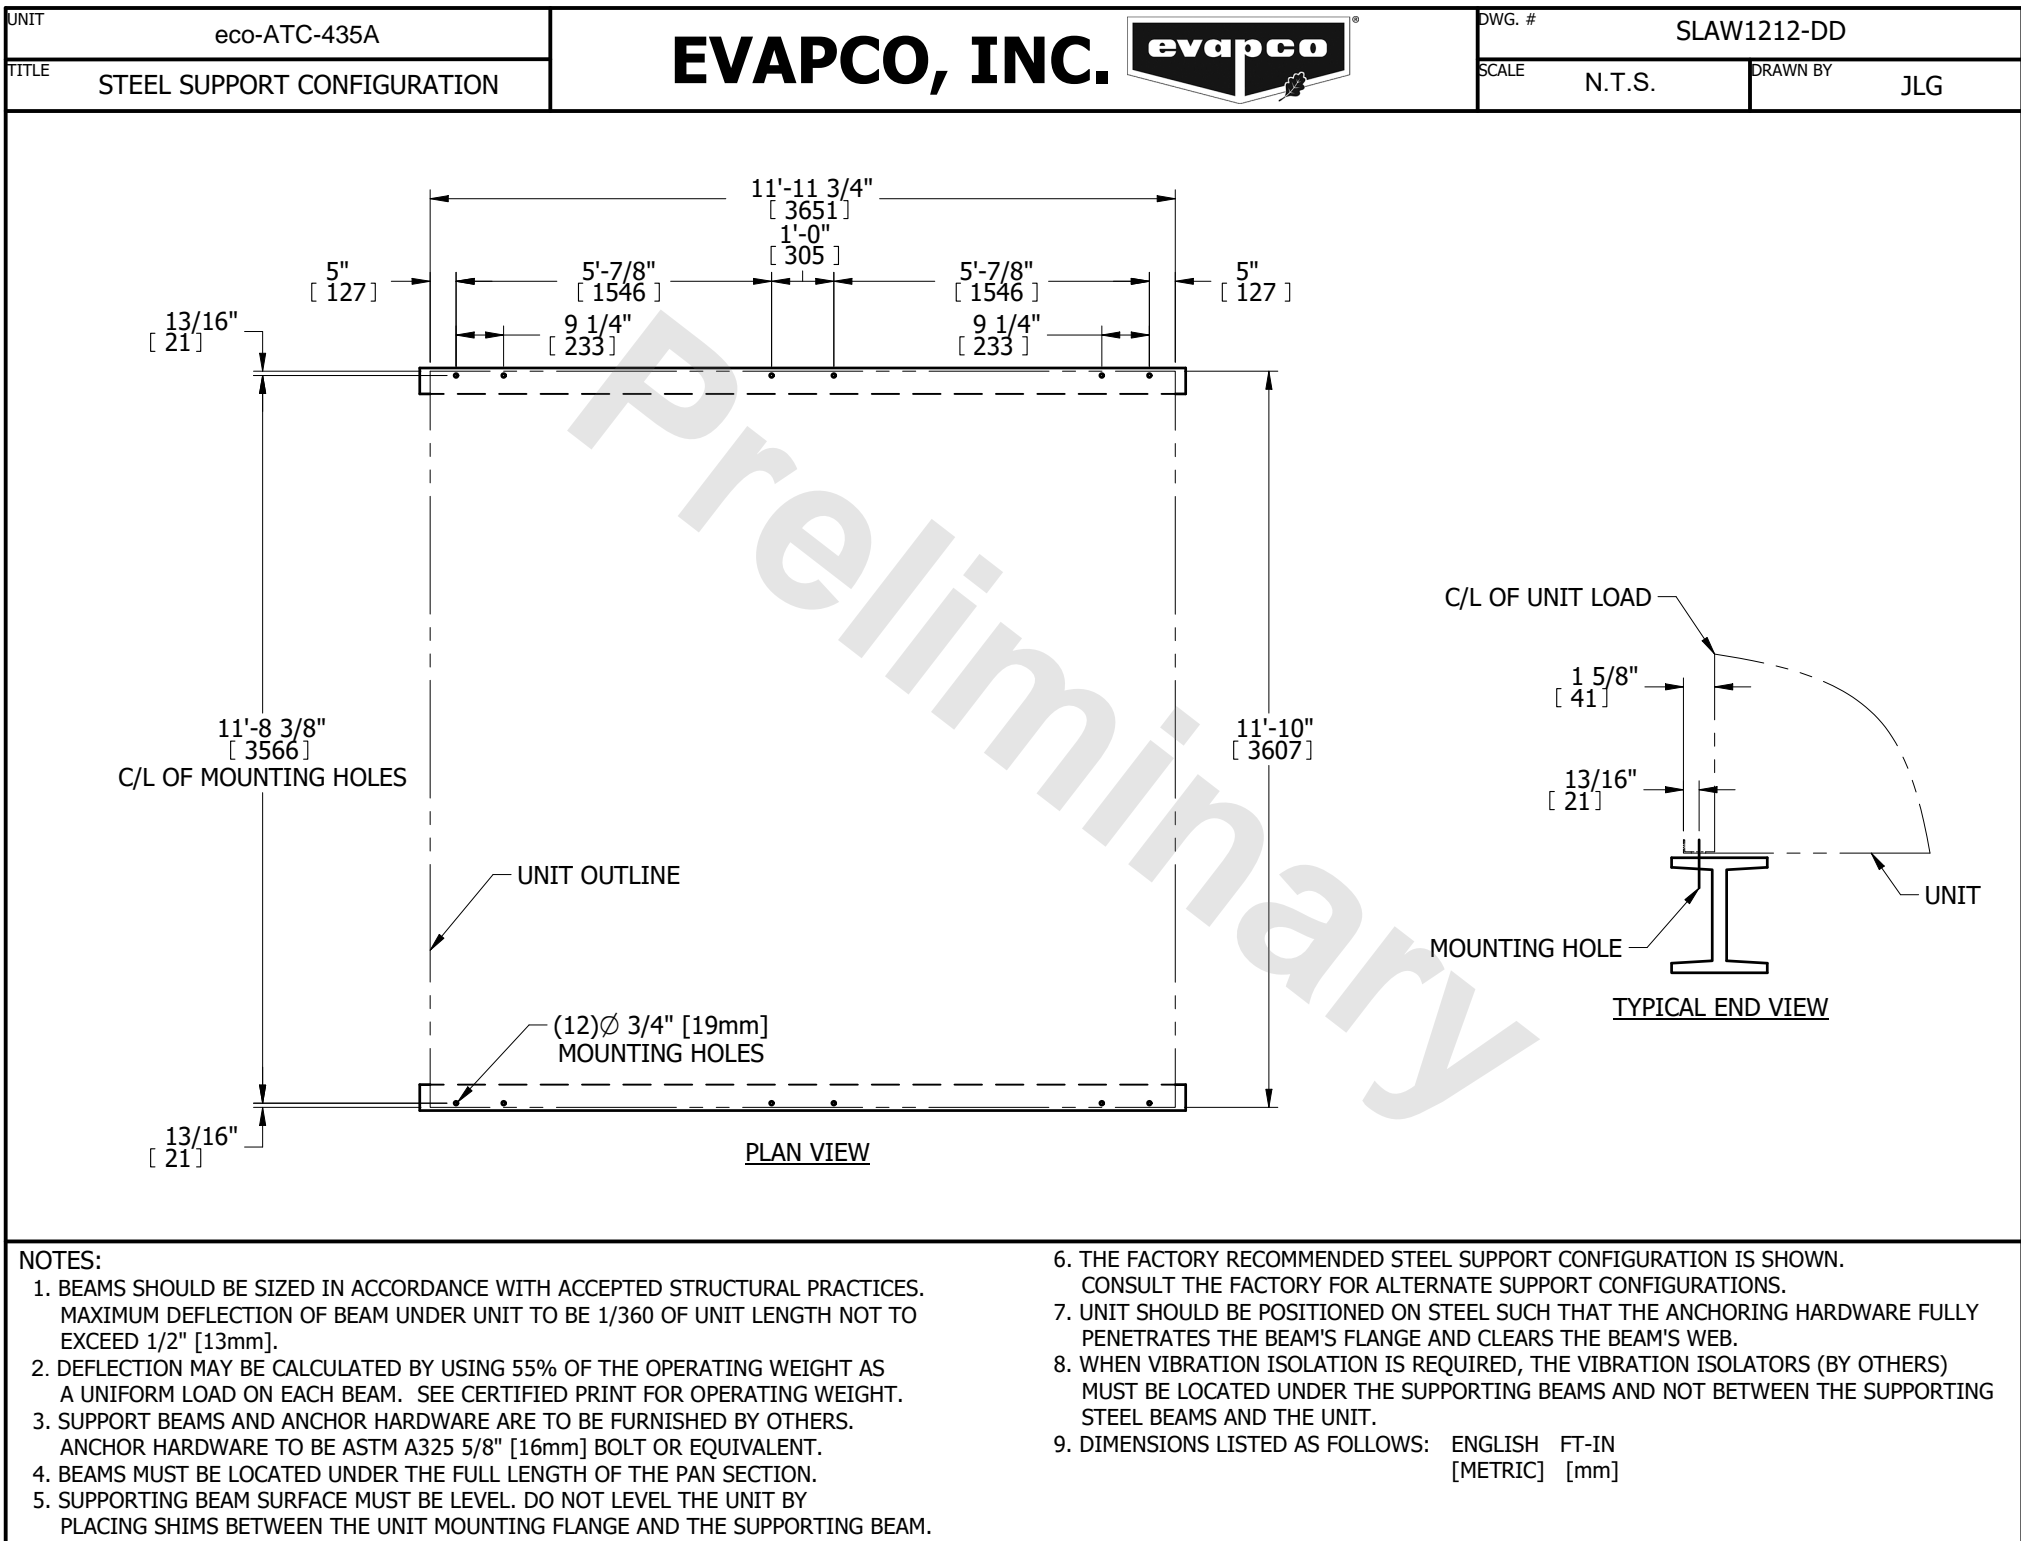 UNIT
eco-ATC-435A
TITLE
STEEL SUPPORT CONFIGURATION
EVAPCO, INC.
evapco
®
DWG. #
SLAW1212-DD
SCALE
N.T.S.
DRAWN BY
JLG
11'-11 3/4"
[ 3651]
1'-0"
[ 305 ]
5"
[ 127]
5'-7/8"
[ 1546 ]
5'-7/8"
[ 1546 ]
5"
[ 127 ]
13/16"
[ 21]
9 1/4"
[ 233]
9 1/4"
[ 233 ]
Preliminary
11'-8 3/8"
[ 3566]
C/L OF MOUNTING HOLES
11'-10"
[ 3607]
UNIT OUTLINE
(12)∅ 3/4" [19mm]
MOUNTING HOLES
13/16"
[ 21]
PLAN VIEW
C/L OF UNIT LOAD
1 5/8"
[ 41]
13/16"
[ 21]
UNIT
MOUNTING HOLE
TYPICAL END VIEW
NOTES:
1. BEAMS SHOULD BE SIZED IN ACCORDANCE WITH ACCEPTED STRUCTURAL PRACTICES.
MAXIMUM DEFLECTION OF BEAM UNDER UNIT TO BE 1/360 OF UNIT LENGTH NOT TO
EXCEED 1/2" [13mm].
2. DEFLECTION MAY BE CALCULATED BY USING 55% OF THE OPERATING WEIGHT AS
A UNIFORM LOAD ON EACH BEAM. SEE CERTIFIED PRINT FOR OPERATING WEIGHT.
3. SUPPORT BEAMS AND ANCHOR HARDWARE ARE TO BE FURNISHED BY OTHERS.
ANCHOR HARDWARE TO BE ASTM A325 5/8" [16mm] BOLT OR EQUIVALENT.
4. BEAMS MUST BE LOCATED UNDER THE FULL LENGTH OF THE PAN SECTION.
5. SUPPORTING BEAM SURFACE MUST BE LEVEL. DO NOT LEVEL THE UNIT BY
PLACING SHIMS BETWEEN THE UNIT MOUNTING FLANGE AND THE SUPPORTING BEAM.
6. THE FACTORY RECOMMENDED STEEL SUPPORT CONFIGURATION IS SHOWN.
CONSULT THE FACTORY FOR ALTERNATE SUPPORT CONFIGURATIONS.
7. UNIT SHOULD BE POSITIONED ON STEEL SUCH THAT THE ANCHORING HARDWARE FULLY
PENETRATES THE BEAM'S FLANGE AND CLEARS THE BEAM'S WEB.
8. WHEN VIBRATION ISOLATION IS REQUIRED, THE VIBRATION ISOLATORS (BY OTHERS)
MUST BE LOCATED UNDER THE SUPPORTING BEAMS AND NOT BETWEEN THE SUPPORTING
STEEL BEAMS AND THE UNIT.
9. DIMENSIONS LISTED AS FOLLOWS: ENGLISH FT-IN
[METRIC] [mm]